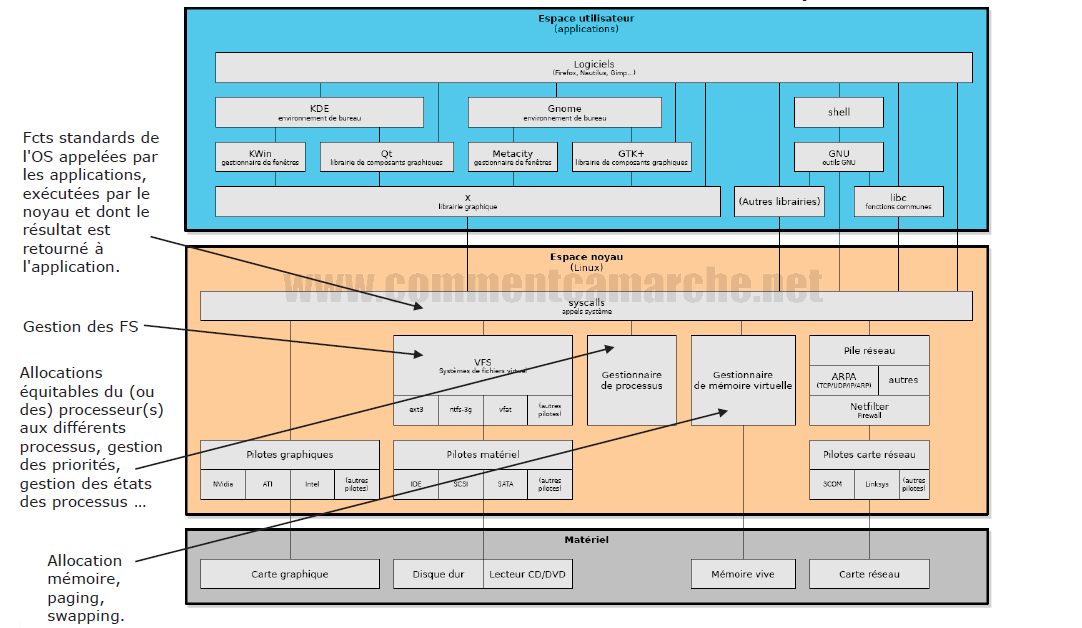 Espace utilisateur
(applications)
Logiciels
(Firefox, Nautilus, Gimp...)
KDE
environnement de bureau
Gnome
environnement de bureau
shell
KWin
gestionnaire de fenêtres
Qt
librairie de composants graphiques
Metacity
gestionnaire de fenêtres
GTK+
librairie de composants graphiques
GNU
outils GNU
X
librairie graphique
(Autres librairies)
libc
fonctions communes
Fcts standards de
l'OS appelées par
les applications,
exécutées par le
noyau et dont le
résultat est
retourné à
l'application.
Espace noyau
(Linux)
www.commentcamarche.net
syscalls
appels système
Gestion des FS
VFS
Systèmes de fichiers virtuel
ext3
ntfs-3g
vfat
(autres
pilotes)
Gestionnaire
de processus
Gestionnaire
de mémoire virtuelle
Pile réseau
ARPA
(TCP/UDP/IP/ARP)
autres
Netfilter
Firewall
Allocations
équitables du (ou
des) processeur(s)
aux différents
processus, gestion
des priorités,
gestion des états
des processus ...
Pilotes graphiques
NVidia
ATI
Intel
(autres
pilotes)
Pilotes matériel
IDE
SCSI
SATA
(autres
pilotes)
Pilotes carte réseau
3COM
Linksys
(autres
pilotes)
Matériel
Carte graphique
Disque dur
Lecteur CD/DVD
Mémoire vive
Carte réseau
Allocation
mémoire,
paging,
swapping.